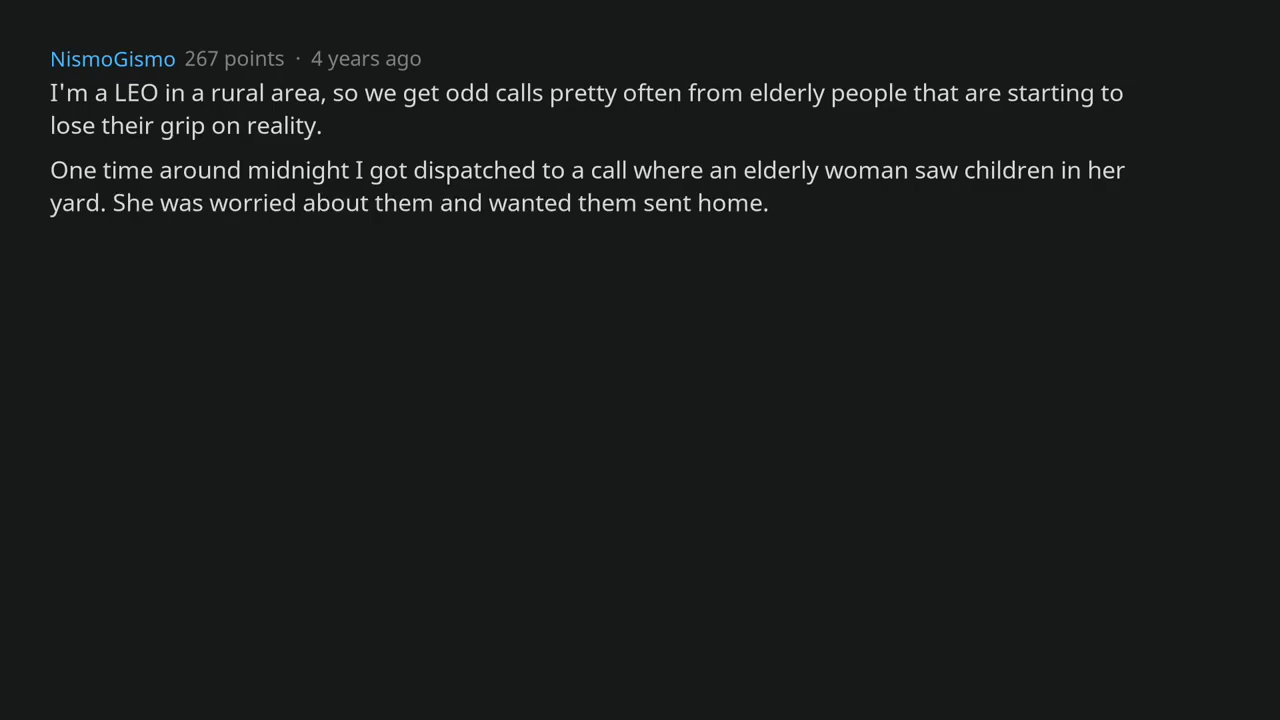 NismoGismo 267 points · 4 years ago
I'm a LEO in a rural area, so we get odd calls pretty often from elderly people that are starting to
lose their grip on reality.
One time around midnight I got dispatched to a call where an elderly woman saw children in her
yard. She was worried about them and wanted them sent home.